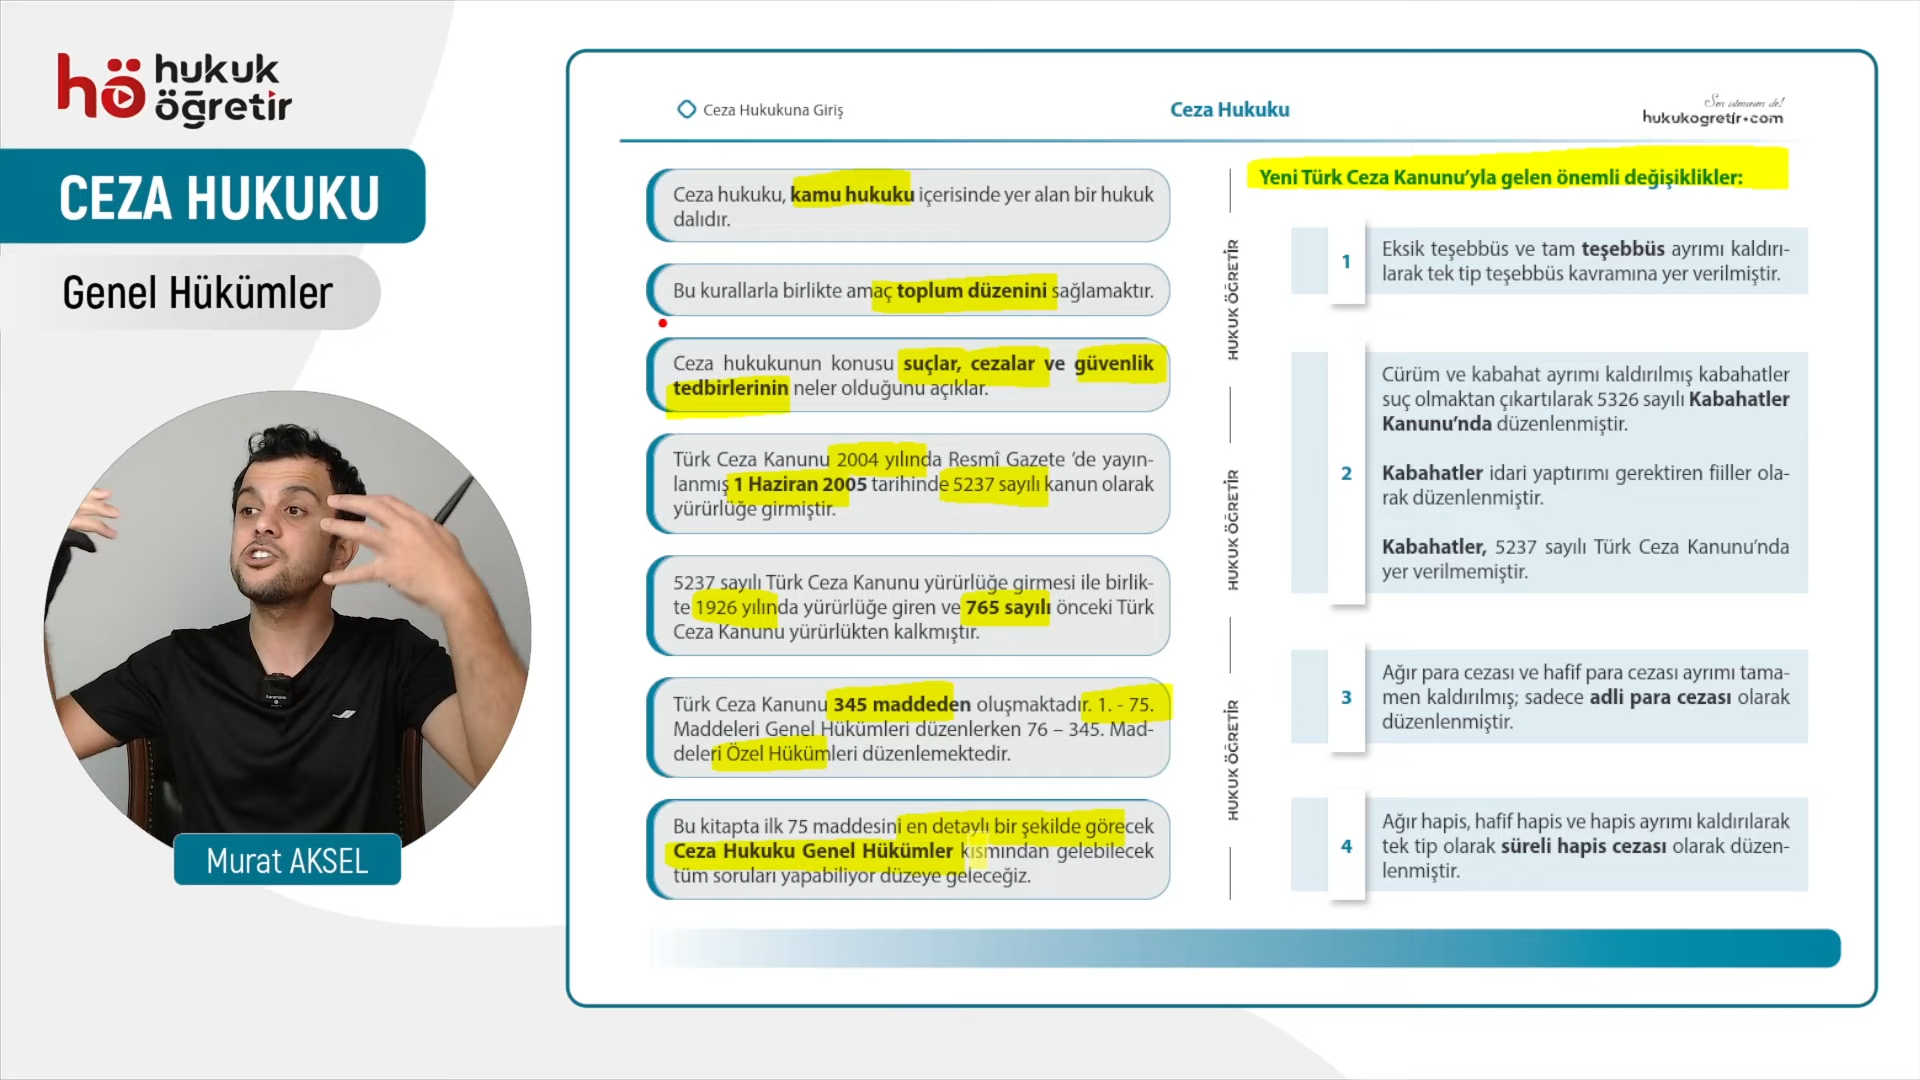 hö hukuk
öğretir
CEZA HUKUKU
Genel Hükümler
Murat AKSEL
Ceza Hukukuna Giriş
Ceza Hukuku
Sen istemesen de!
hukukogretir.com
Ceza hukuku, kamu hukuku içerisinde yer alan bir hukuk
dalıdır.
Bu kurallarla birlikte amaç toplum düzenini sağlamaktır.
Ceza hukukunun konusu suçlar, cezalar ve güvenlik
tedbirlerinin neler olduğunu açıklar.
Türk Ceza Kanunu 2004 yılında Resmî Gazete ’de yayın-
lanmış 1 Haziran 2005 tarihinde 5237 sayılı kanun olarak
yürürlüğe girmiştir.
5237 sayılı Türk Ceza Kanunu yürürlüğe girmesi ile birlik-
te 1926 yılında yürürlüğe giren ve 765 sayılı önceki Türk
Ceza Kanunu yürürlükten kalkmıştır.
Türk Ceza Kanunu 345 maddeden oluşmaktadır. 1. - 75.
Maddeleri Genel Hükümleri düzenlerken 76 – 345. Mad-
deleri Özel Hükümleri düzenlemektedir.
Bu kitapta ilk 75 maddesini en detaylı bir şekilde görecek
Ceza Hukuku Genel Hükümler kısmından gelebilecek
tüm soruları yapabiliyor düzeye geleceğiz.
HUKUK ÖĞRETİR
HUKUK ÖĞRETİR
HUKUK ÖĞRETİR
Yeni Türk Ceza Kanunu’yla gelen önemli değişiklikler:
1
Eksik teşebbüs ve tam teşebbüs ayrımı kaldırı-
larak tek tip teşebbüs kavramına yer verilmiştir.
2
Cürüm ve kabahat ayrımı kaldırılmış kabahatler
suç olmaktan çıkartılarak 5326 sayılı Kabahatler
Kanunu’nda düzenlenmiştir.
Kabahatler idari yaptırımı gerektiren fiiller ola-
rak düzenlenmiştir.
Kabahatler, 5237 sayılı Türk Ceza Kanunu’nda
yer verilmemiştir.
3
Ağır para cezası ve hafif para cezası ayrımı tama-
men kaldırılmış; sadece adli para cezası olarak
düzenlenmiştir.
4
Ağır hapis, hafif hapis ve hapis ayrımı kaldırılarak
tek tip olarak süreli hapis cezası olarak düzen-
lenmiştir.